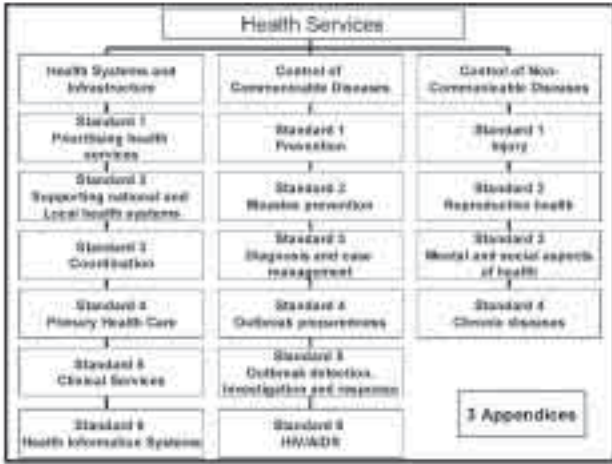 Health Services
Health Systems and
Infrastructure
Standard 1
Prioritising health
services
Standard 2
Supporting national and
Local health systems
Standard 3
Coordination
Standard 4
Primary Health Care
Standard 5
Clinical Services
Standard 6
Health Information Systems
Control of
Communicable Diseases
Standard 1
Prevention
Standard 2
Measles prevention
Standard 3
Diagnosis and case
management
Standard 4
Outbreak preparedness
Standard 5
Outbreak detection,
investigation and response
Standard 6
HIV/AIDS
Control of Non-
Communicable Diseases
Standard 1
Injury
Standard 2
Reproductive health
Standard 3
Mental and social aspects
of health
Standard 4
Chronic diseases
3 Appendices